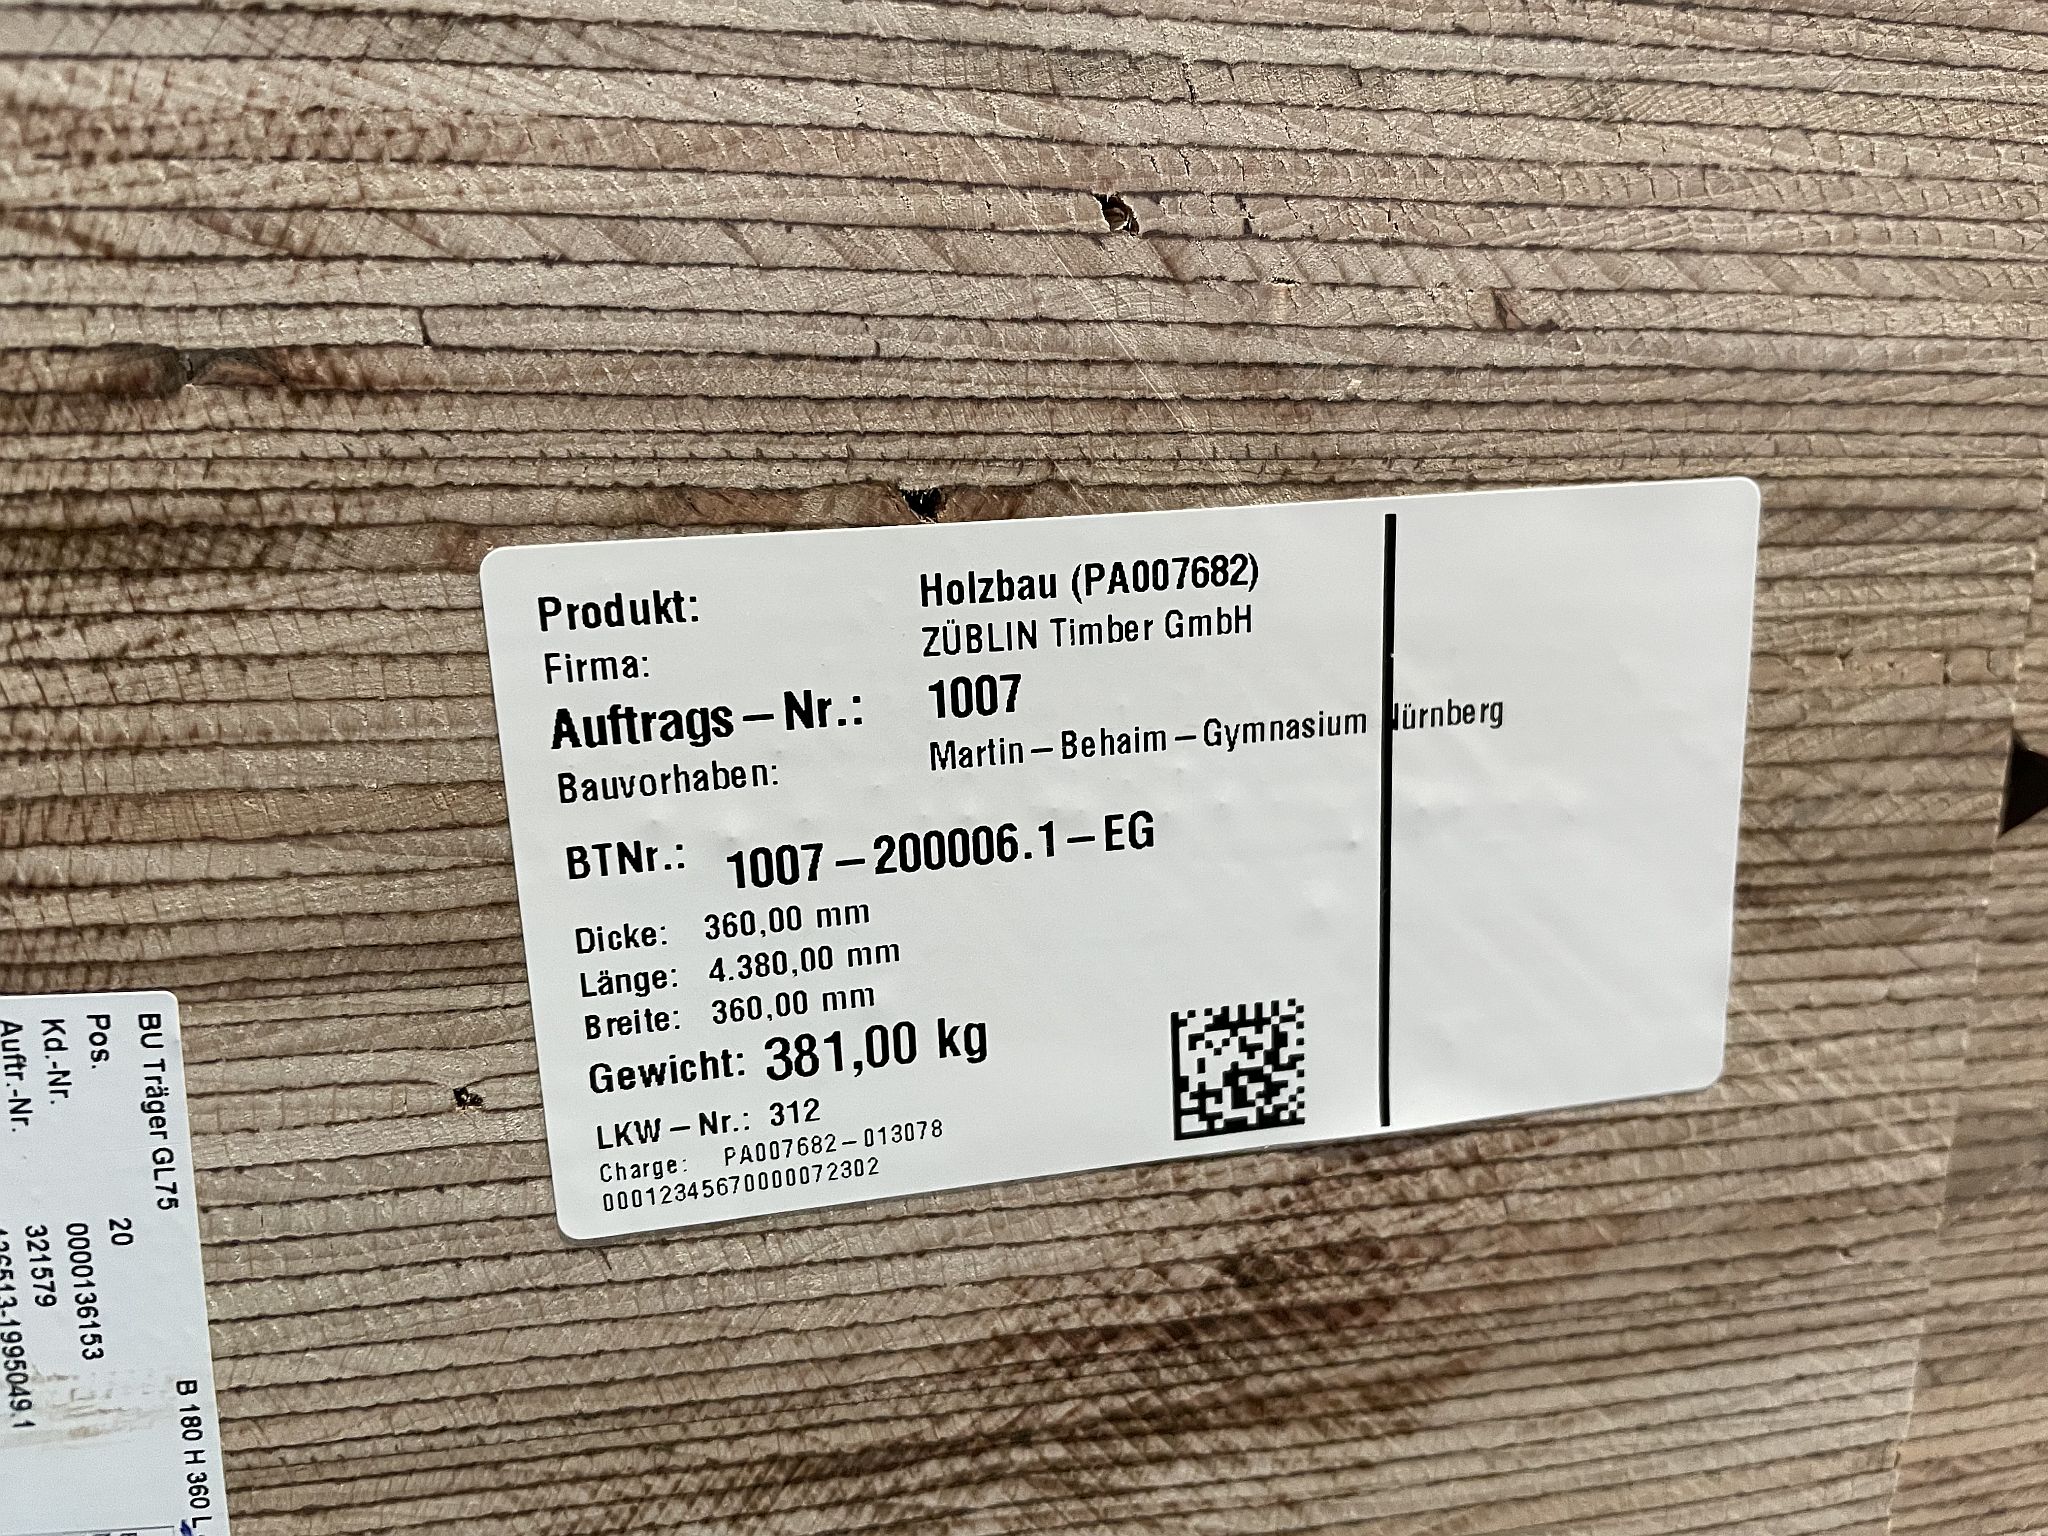 Produkt: Holzbau (PA007682)
Firma: ZÜBLIN Timber GmbH
Auftrags-Nr.: 1007
Bauvorhaben: Martin-Behaim-Gymnasium Nürnberg
BTNr.: 1007-200006.1-EG
Dicke: 360,00 mm
Länge: 4.380,00 mm
Breite: 360,00 mm
Gewicht: 381,00 kg
LKW-Nr.: 312
Charge: PA007682-013078
00012345670000072302
BU Träger GL75 B 180 H 360 L
Pos. 20
Kd.-Nr. 0000136153
Auftr.-Nr. 321579